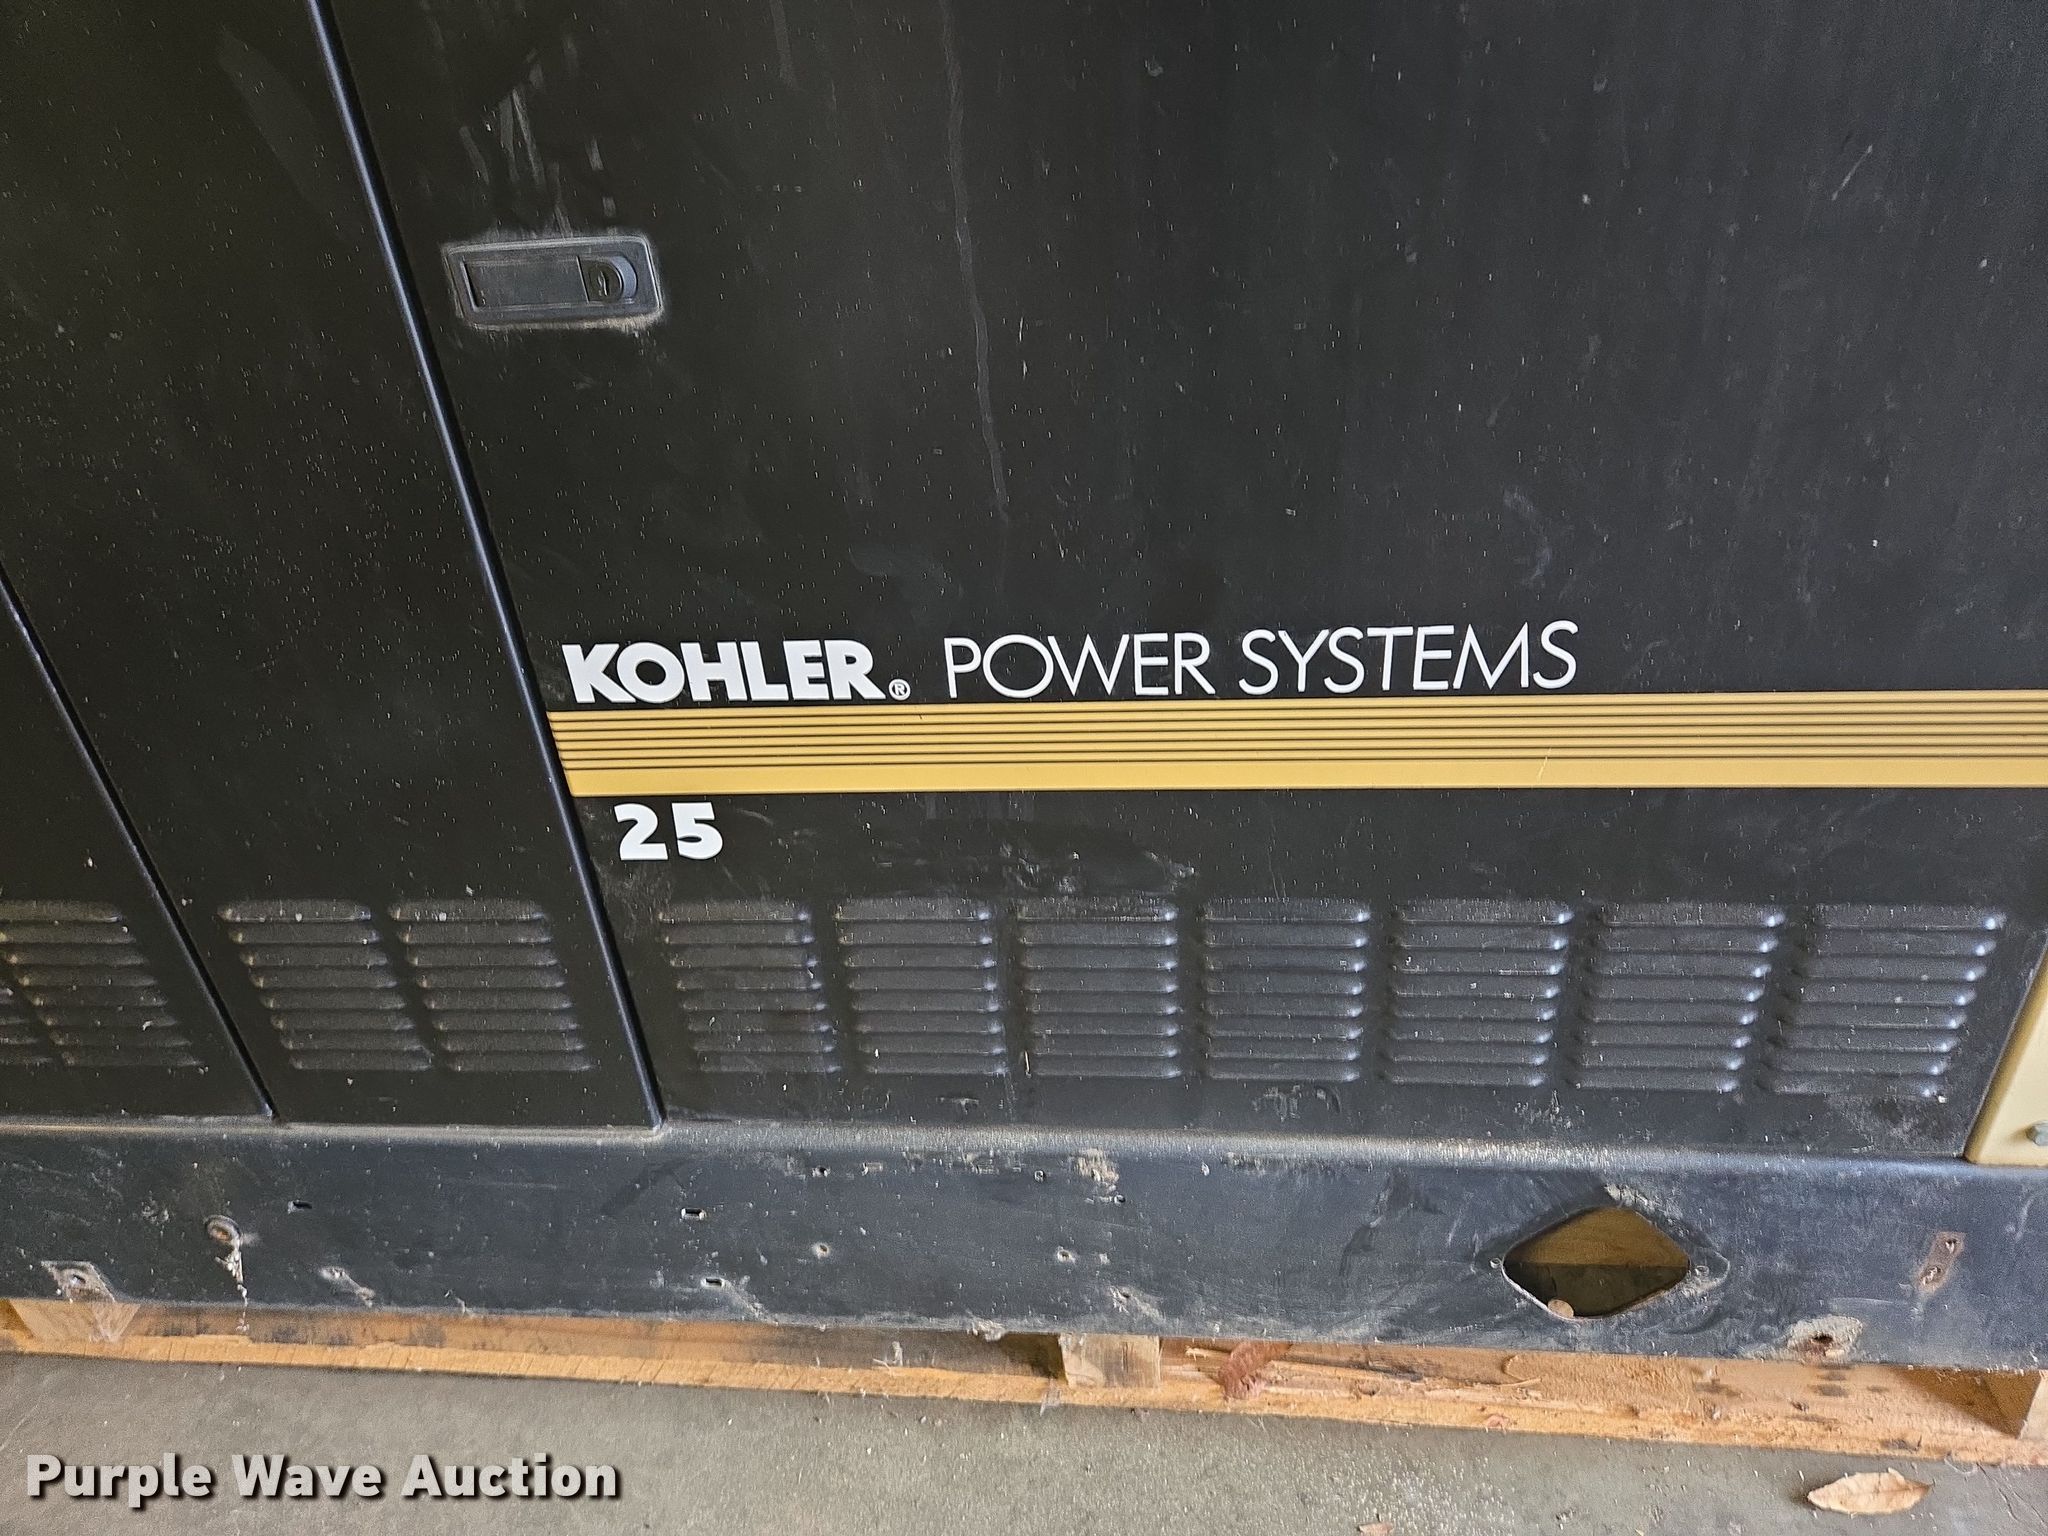 KOHLER® POWER SYSTEMS
25
Purple Wave Auction